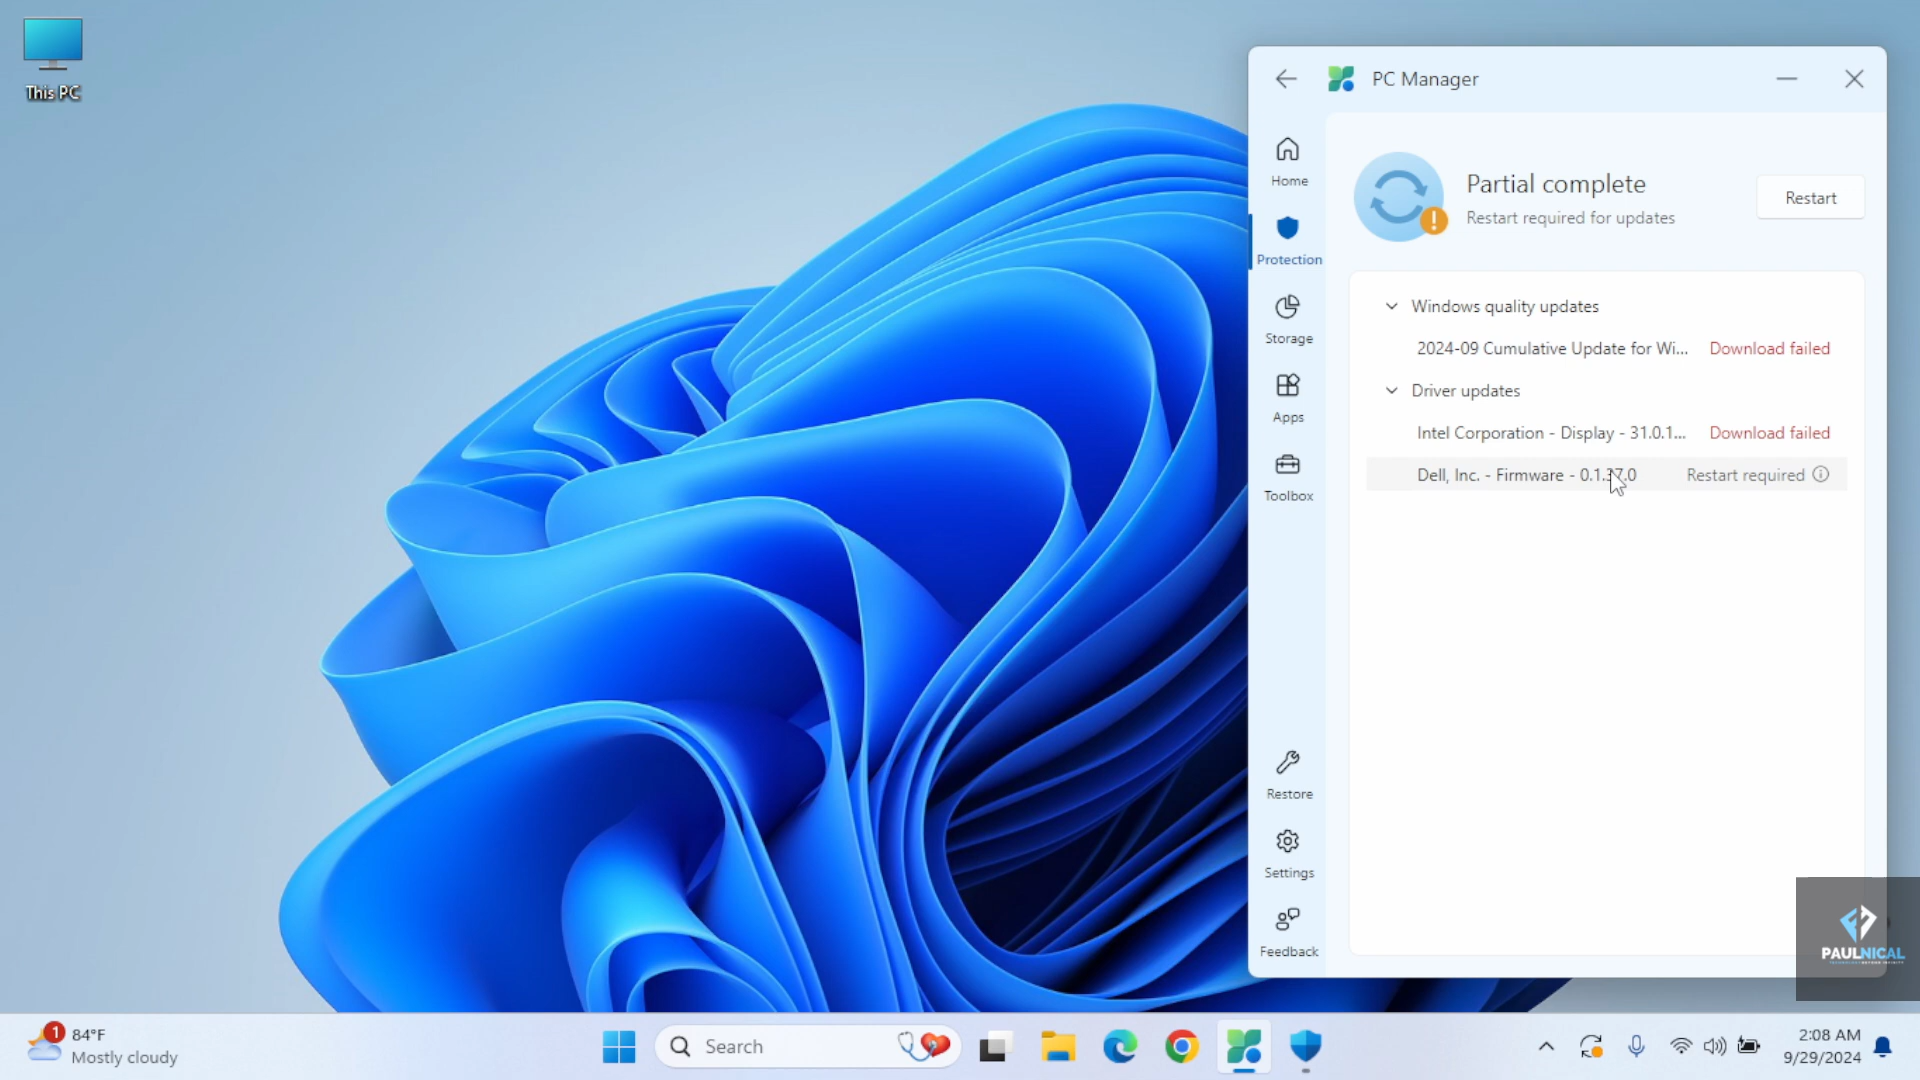 This PC
PC Manager
Home
Protection
Storage
Apps
Toolbox
Restore
Settings
Feedback
Partial complete
Restart required for updates
Restart
Windows quality updates
2024-09 Cumulative Update for Wi... Download failed
Driver updates
Intel Corporation - Display - 31.0.1... Download failed
Dell, Inc. - Firmware - 0.1.37.0 Restart required
PAULNICAL
1
84°F
Mostly cloudy
Search
2:08 AM
9/29/2024